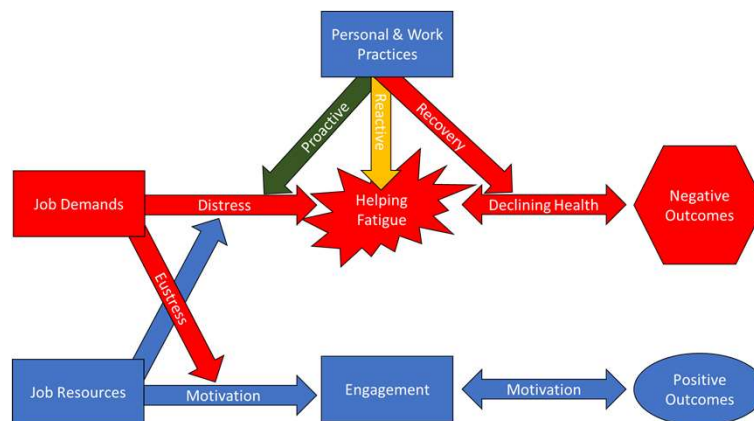 Personal & Work
Practices
Proactive
Reactive
Recovery
Job Demands
Distress
Helping
Fatigue
Declining Health
Negative
Outcomes
Eustress
Job Resources
Motivation
Engagement
Motivation
Positive
Outcomes